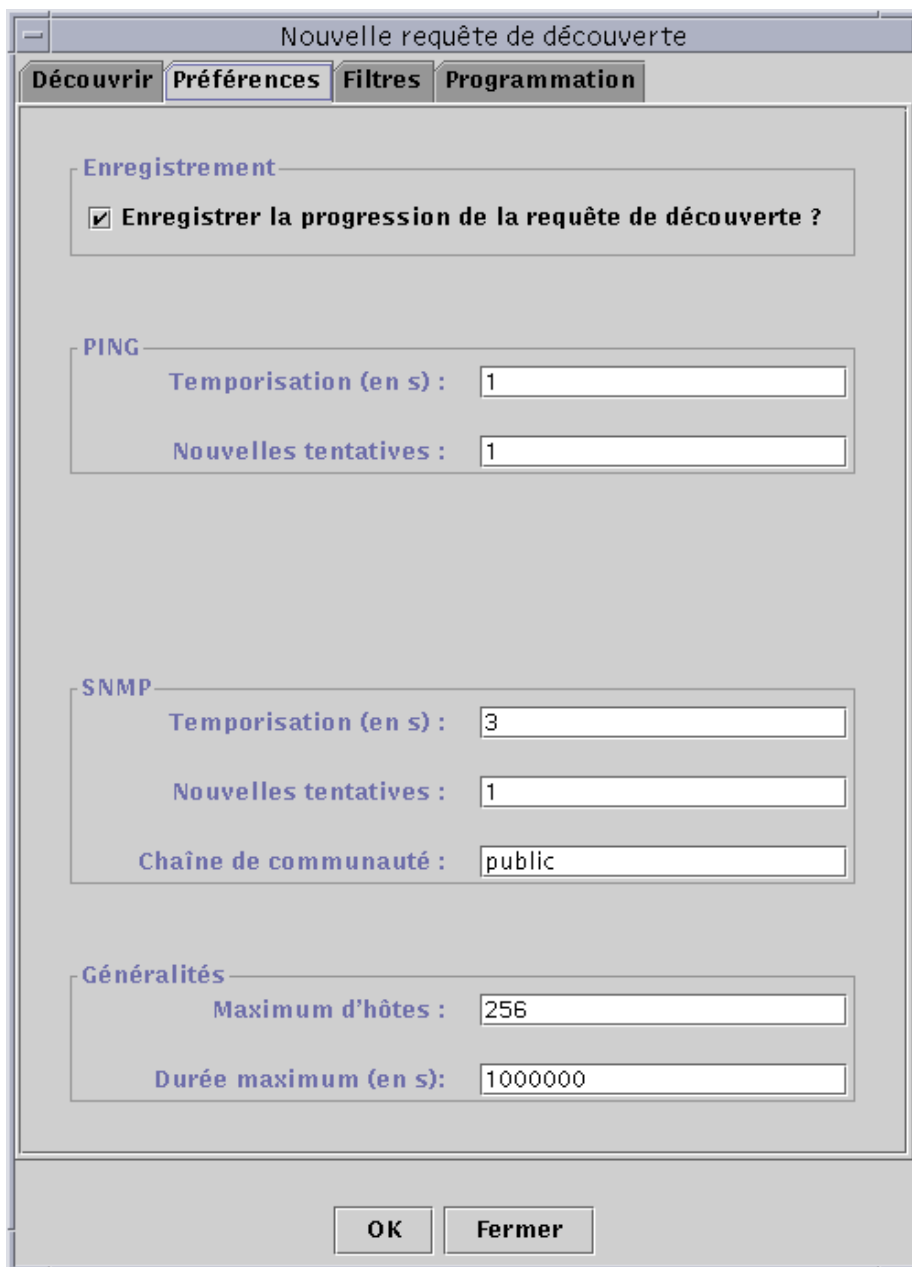 Nouvelle requête de découverte
Découvrir Préférences Filtres Programmation
Enregistrement
Enregistrer la progression de la requête de découverte ?
PING
Temporisation (en s) : 1
Nouvelles tentatives : 1
SNMP
Temporisation (en s) : 3
Nouvelles tentatives : 1
Chaîne de communauté : public
Généralités
Maximum d'hôtes : 256
Durée maximum (en s): 1000000
OK Fermer